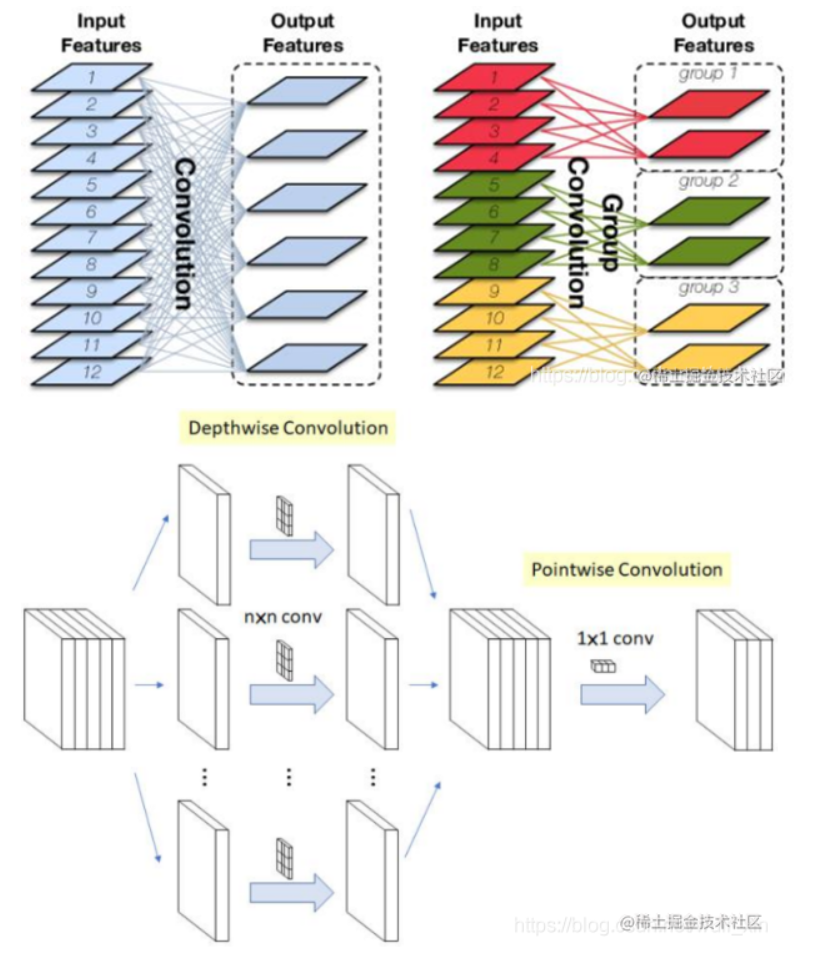 Input
Features
Output
Features
Input
Features
Output
Features
1
2
3
4
5
6
7
8
9
10
11
12
Convolution
1
2
3
4
5
6
7
8
9
10
11
12
Group
Convolution
group 1
group 2
group 3
https://blog. @稀土掘金技术社区
Depthwise Convolution
nxn conv
Pointwise Convolution
1x1 conv
https://blog. @稀土掘金技术社区